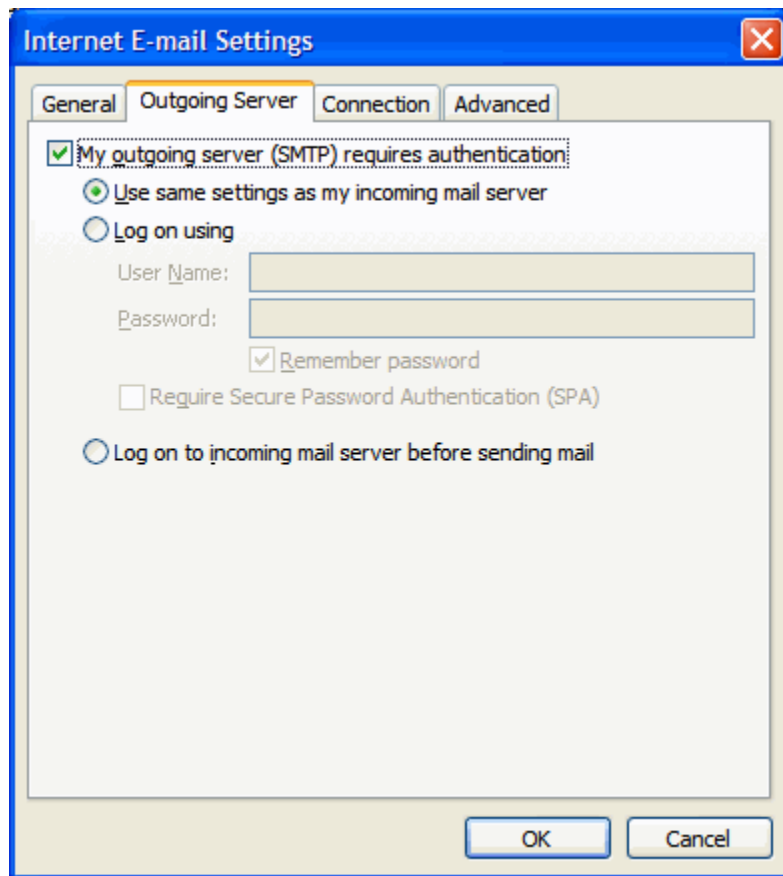 Internet E-mail Settings
General Outgoing Server Connection Advanced
My outgoing server (SMTP) requires authentication
Use same settings as my incoming mail server
Log on using
User Name:
Password:
Remember password
Require Secure Password Authentication (SPA)
Log on to incoming mail server before sending mail
OK Cancel